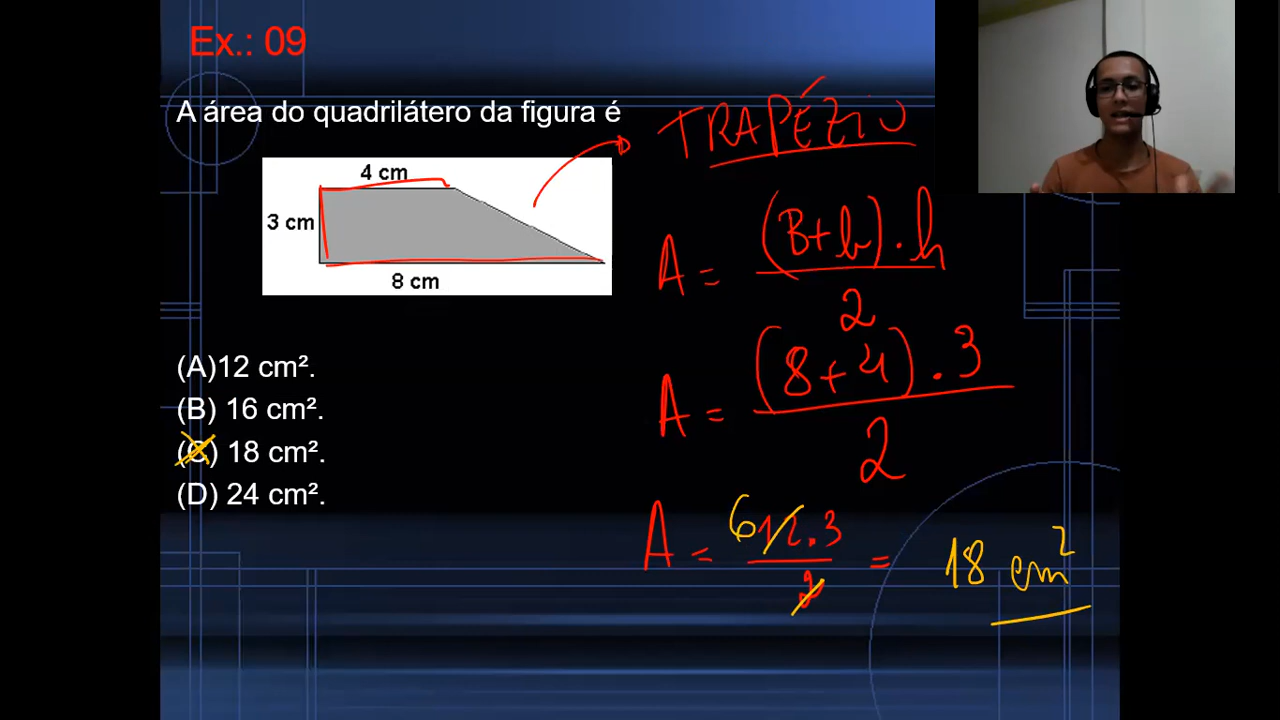 Ex.: 09
A área do quadrilátero da figura é
4 cm
3 cm
8 cm
(A)12 cm².
(B) 16 cm².
(C) 18 cm².
(D) 24 cm².
TRAPÉZIO
A = (B+b).h
2
A = (8+4).3
2
A = 6 12.3 = 18 cm²
2